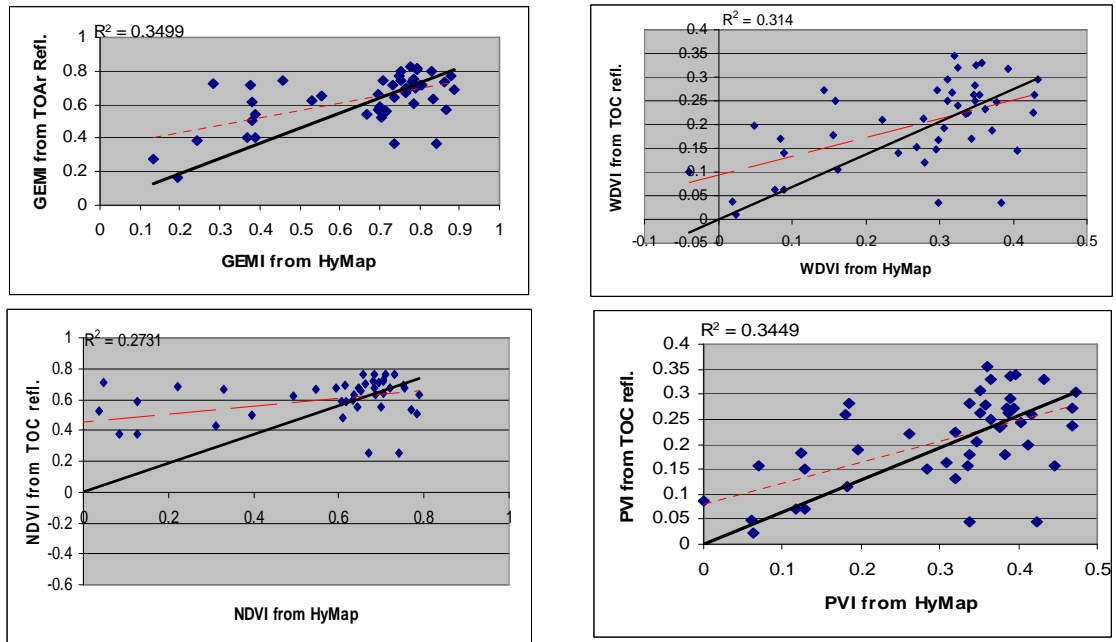 R² = 0.3499
1
0.8
0.6
0.4
0.2
0
0 0.1 0.2 0.3 0.4 0.5 0.6 0.7 0.8 0.9 1
GEMI from TOAr Refl.
GEMI from HyMap
R² = 0.314
0.4
0.35
0.3
0.25
0.2
0.15
0.1
0.05
0
-0.05
-0.1 0 0.1 0.2 0.3 0.4 0.5
WDVI from TOC refl.
WDVI from HyMap
R² = 0.2731
1
0.8
0.6
0.4
0.2
0
-0.2
-0.4
-0.6
0 0.2 0.4 0.6 0.8 1
NDVI from TOC refl.
NDVI from HyMap
R² = 0.3449
0.4
0.35
0.3
0.25
0.2
0.15
0.1
0.05
0
0 0.1 0.2 0.3 0.4 0.5
PVI from TOC refl.
PVI from HyMap